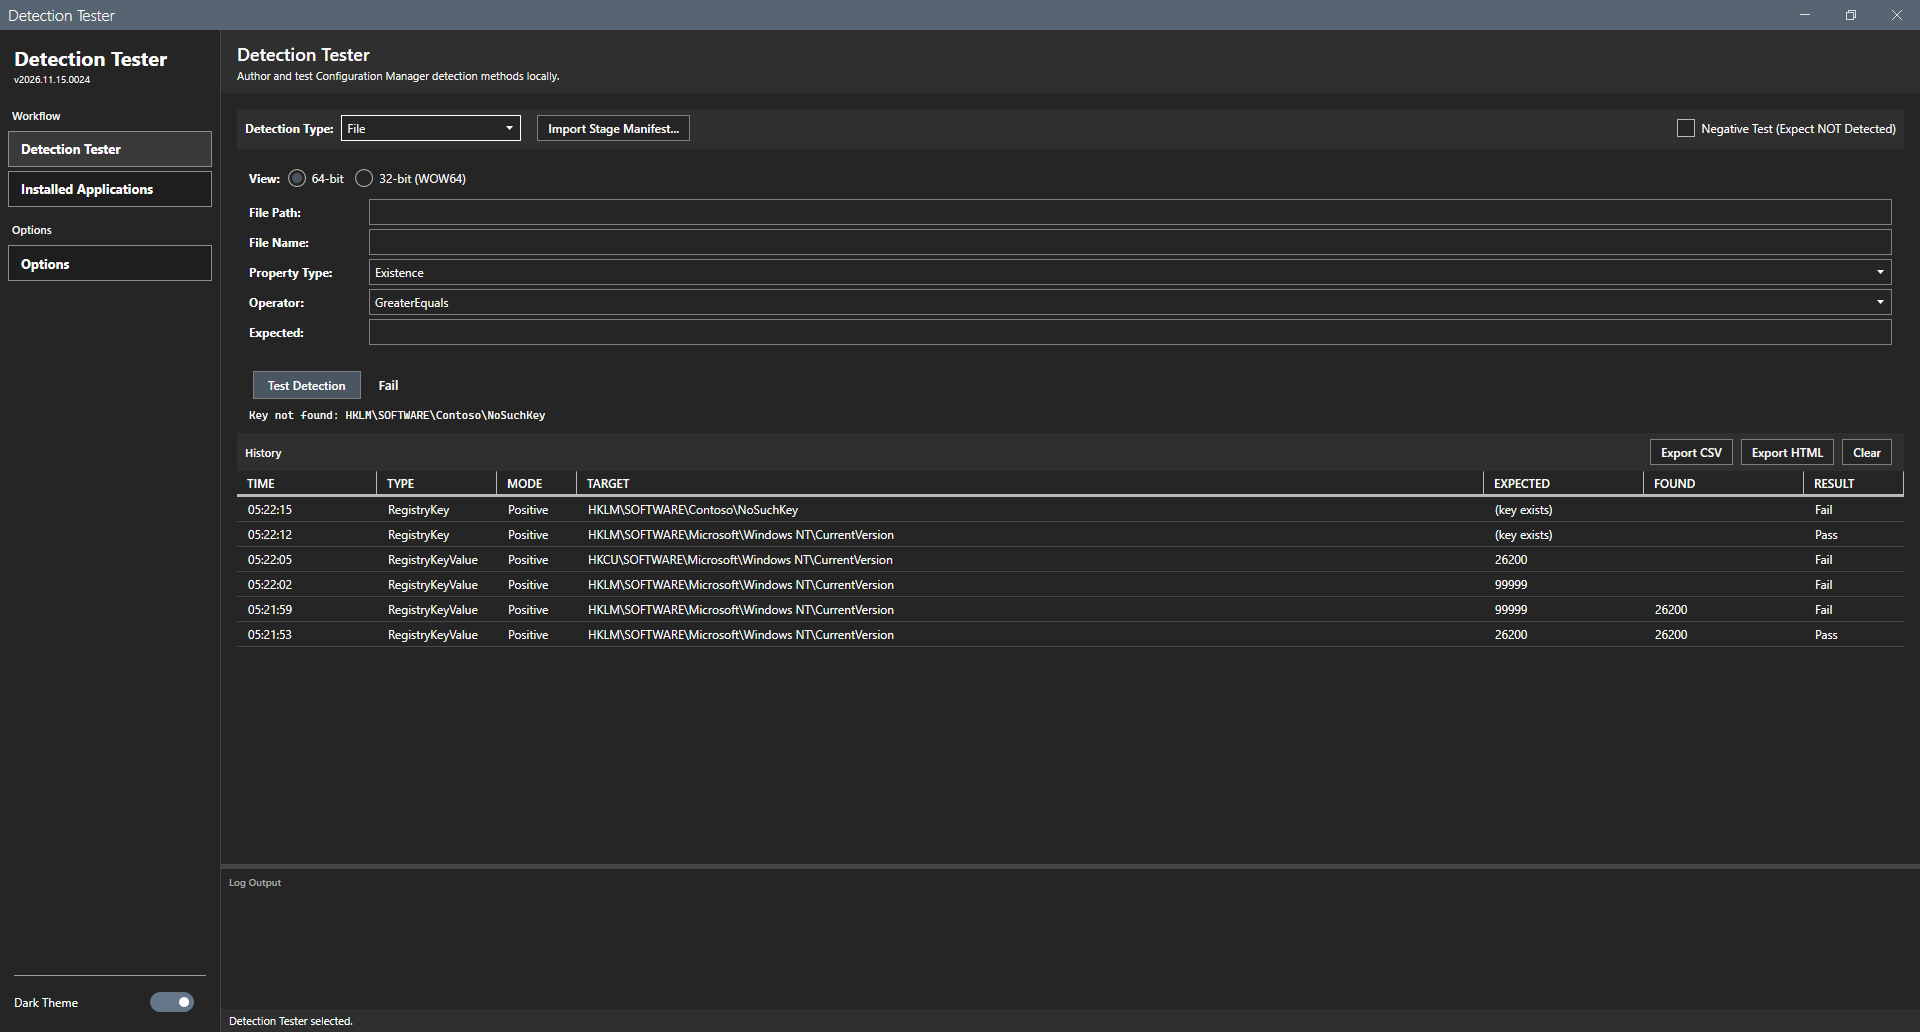 Detection Tester
Detection Tester
v2026.11.15.0024
Workflow
Detection Tester
Installed Applications
Options
Options
Dark Theme
Detection Tester
Author and test Configuration Manager detection methods locally.
Detection Type: File Import Stage Manifest... Negative Test (Expect NOT Detected)
View: 64-bit 32-bit (WOW64)
File Path:
File Name:
Property Type: Existence
Operator: GreaterEquals
Expected:
Test Detection Fail
Key not found: HKLM\SOFTWARE\Contoso\NoSuchKey
History Export CSV Export HTML Clear
TIME TYPE MODE TARGET EXPECTED FOUND RESULT
05:22:15 RegistryKey Positive HKLM\SOFTWARE\Contoso\NoSuchKey (key exists) Fail
05:22:12 RegistryKey Positive HKLM\SOFTWARE\Microsoft\Windows NT\CurrentVersion (key exists) Pass
05:22:05 RegistryKeyValue Positive HKCU\SOFTWARE\Microsoft\Windows NT\CurrentVersion 26200 Fail
05:22:02 RegistryKeyValue Positive HKLM\SOFTWARE\Microsoft\Windows NT\CurrentVersion 99999 Fail
05:21:59 RegistryKeyValue Positive HKLM\SOFTWARE\Microsoft\Windows NT\CurrentVersion 99999 26200 Fail
05:21:53 RegistryKeyValue Positive HKLM\SOFTWARE\Microsoft\Windows NT\CurrentVersion 26200 26200 Pass
Log Output
Detection Tester selected.